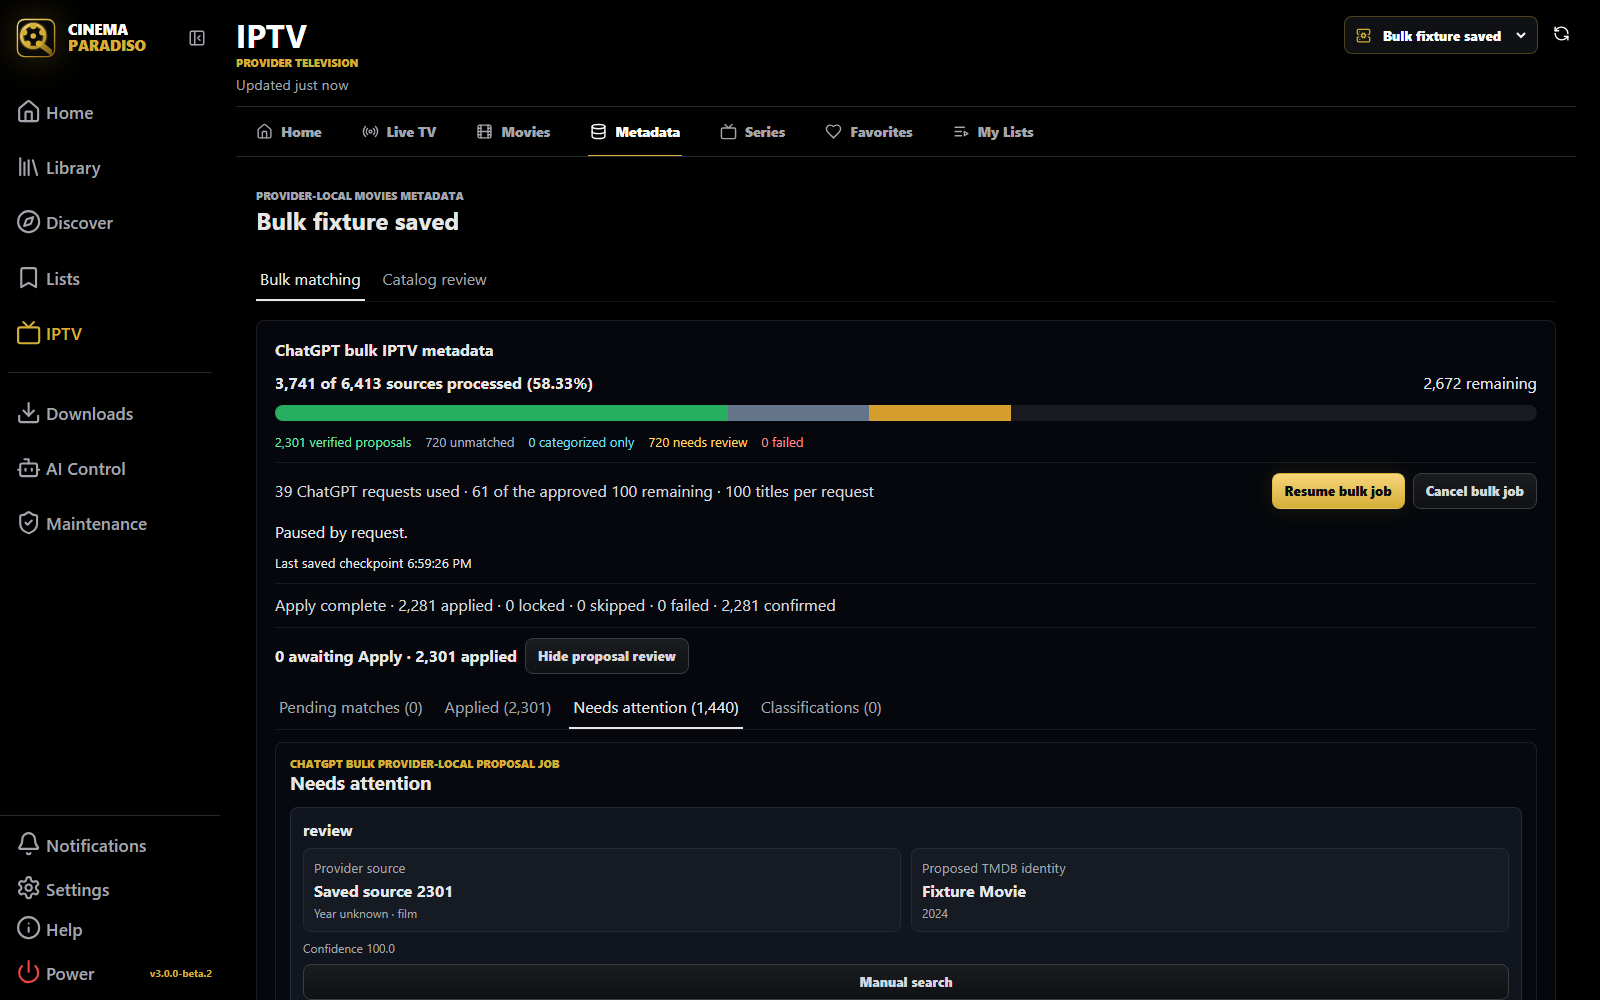 CINEMA
PARADISO
Home
Library
Discover
Lists
IPTV
Downloads
AI Control
Maintenance
Notifications
Settings
Help
Power
v3.0.0-beta.2
IPTV
PROVIDER TELEVISION
Updated just now
Bulk fixture saved
Home
Live TV
Movies
Metadata
Series
Favorites
My Lists
PROVIDER-LOCAL MOVIES METADATA
Bulk fixture saved
Bulk matching
Catalog review
ChatGPT bulk IPTV metadata
3,741 of 6,413 sources processed (58.33%)
2,672 remaining
2,301 verified proposals
720 unmatched
0 categorized only
720 needs review
0 failed
39 ChatGPT requests used · 61 of the approved 100 remaining · 100 titles per request
Resume bulk job
Cancel bulk job
Paused by request.
Last saved checkpoint 6:59:26 PM
Apply complete · 2,281 applied · 0 locked · 0 skipped · 0 failed · 2,281 confirmed
0 awaiting Apply · 2,301 applied
Hide proposal review
Pending matches (0)
Applied (2,301)
Needs attention (1,440)
Classifications (0)
CHATGPT BULK PROVIDER-LOCAL PROPOSAL JOB
Needs attention
review
Provider source
Saved source 2301
Year unknown · film
Proposed TMDB identity
Fixture Movie
2024
Confidence 100.0
Manual search